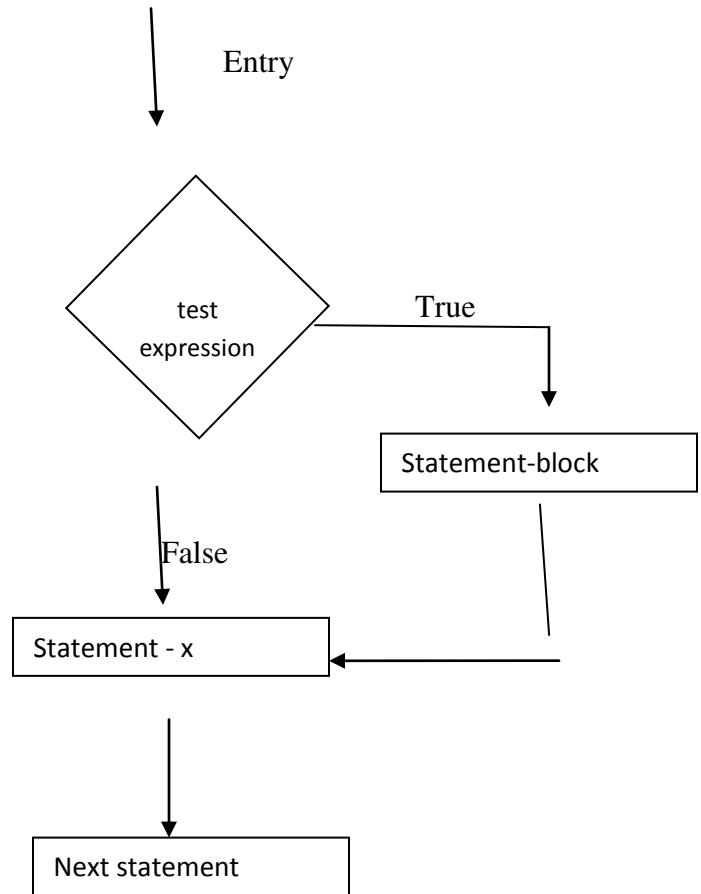 Entry
test
expression
True
Statement-block
False
Statement - x
Next statement